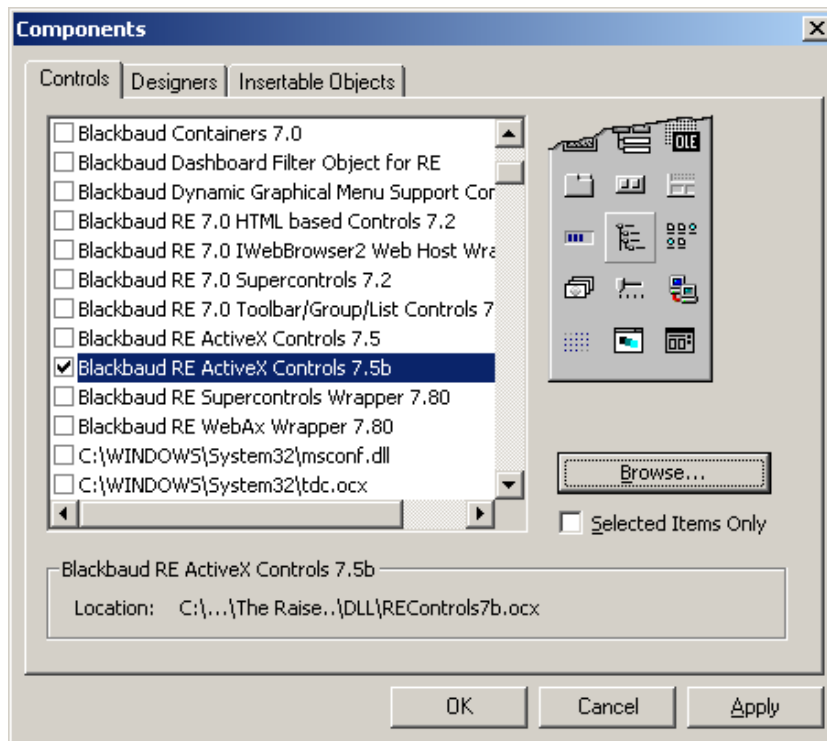 Components
Controls Designers Insertable Objects
Blackbaud Containers 7.0
Blackbaud Dashboard Filter Object for RE
Blackbaud Dynamic Graphical Menu Support Cor
Blackbaud RE 7.0 HTML based Controls 7.2
Blackbaud RE 7.0 IWebBrowser2 Web Host Wra
Blackbaud RE 7.0 Supercontrols 7.2
Blackbaud RE 7.0 Toolbar/Group/List Controls 7
Blackbaud RE ActiveX Controls 7.5
Blackbaud RE ActiveX Controls 7.5b
Blackbaud RE Supercontrols Wrapper 7.80
Blackbaud RE WebAx Wrapper 7.80
C:\WINDOWS\System32\msconf.dll
C:\WINDOWS\System32\tdc.ocx
OLE
Browse...
Selected Items Only
Blackbaud RE ActiveX Controls 7.5b
Location: C:\...\The Raise..\DLL\REControls7b.ocx
OK Cancel Apply